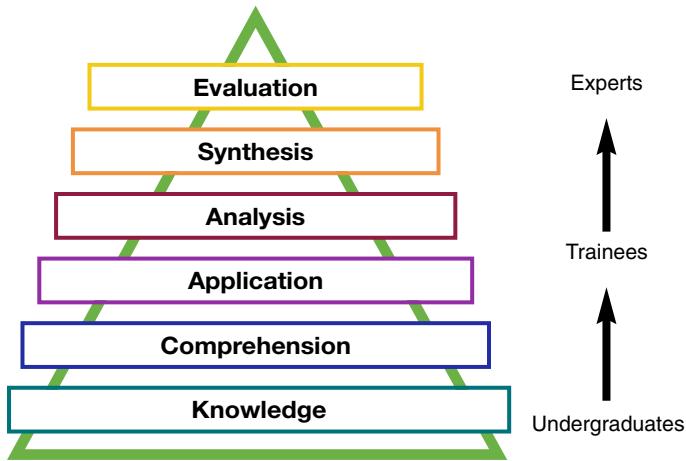 Evaluation
Experts
Synthesis
Analysis
Trainees
Application
Comprehension
Knowledge
Undergraduates